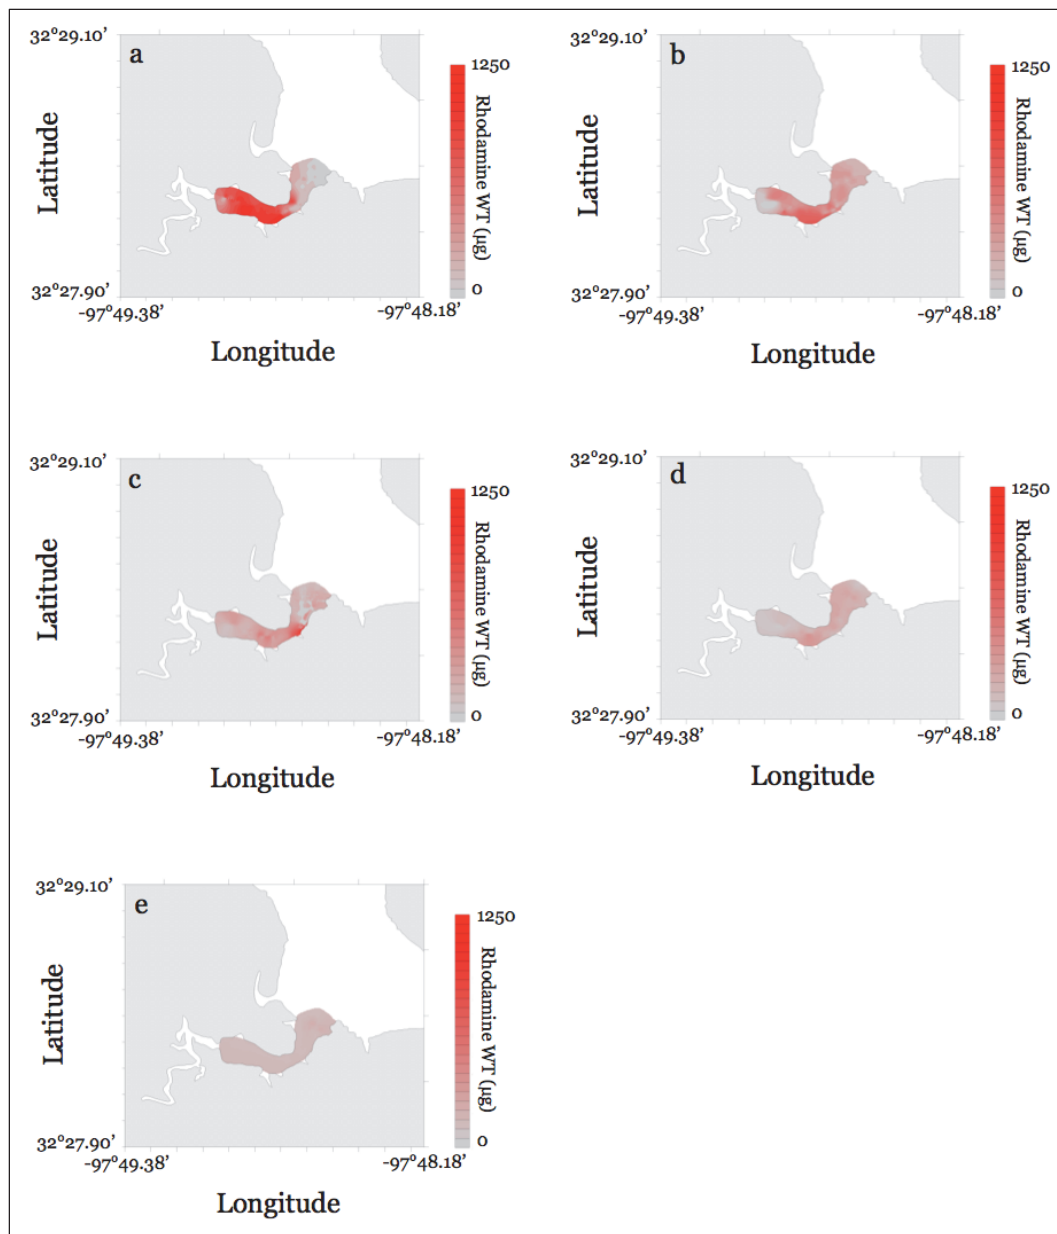 a
32°29.10’
Latitude
32°27.90’
-97°49.38’
-97°48.18’
Longitude
1250
Rhodamine WT (µg)
0
b
32°29.10’
Latitude
32°27.90’
-97°49.38’
-97°48.18’
Longitude
1250
Rhodamine WT (µg)
0
c
32°29.10’
Latitude
32°27.90’
-97°49.38’
-97°48.18’
Longitude
1250
Rhodamine WT (µg)
0
d
32°29.10’
Latitude
32°27.90’
-97°49.38’
-97°48.18’
Longitude
1250
Rhodamine WT (µg)
0
e
32°29.10’
Latitude
32°27.90’
-97°49.38’
-97°48.18’
Longitude
1250
Rhodamine WT (µg)
0